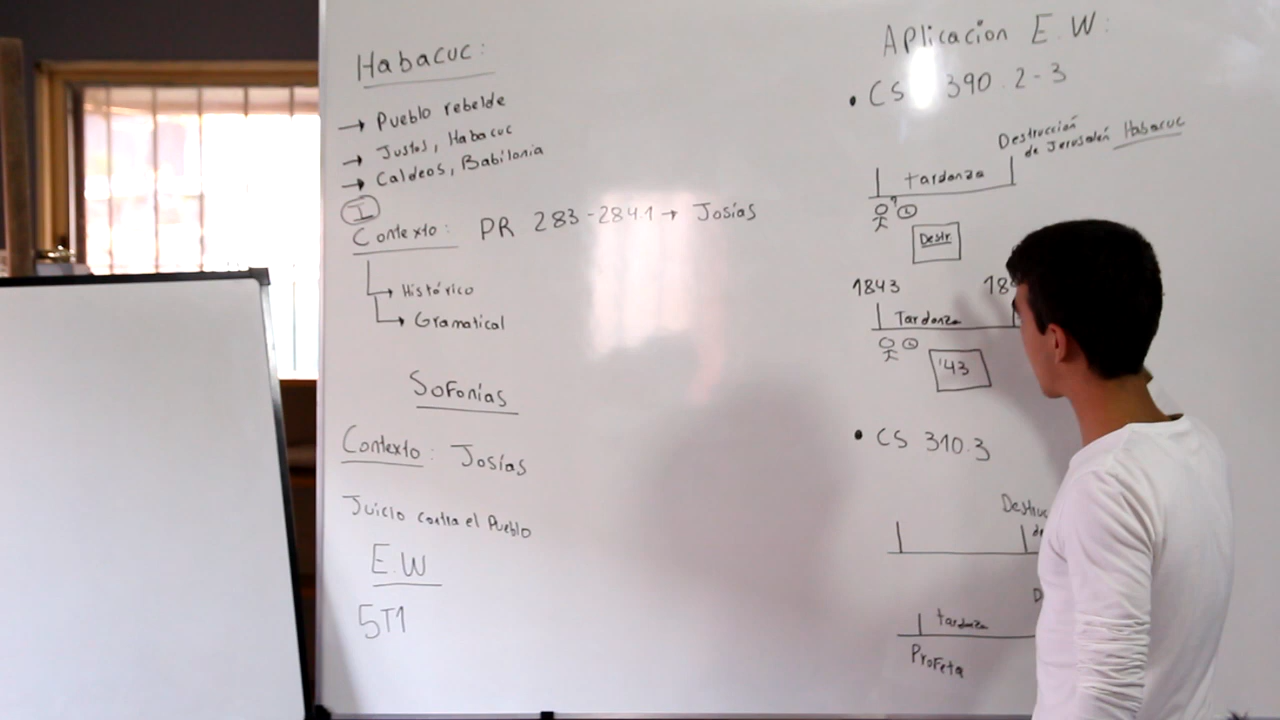 Habacuc:
→ Pueblo rebelde
→ Justos, Habacuc
→ Caldeos, Babilonia
I
Contexto: PR 283-284.1 → Josías
Histórico
Gramatical
Sofonías
Contexto: Josías
Juicio contra el Pueblo
E.W
5T1
Aplicacion E.W:
• CS 390.2-3
Destrucción
de Jerusalén Habacuc
tardanza
Destr.
1843
Tardanza
'43
• CS 310.3
tardanza
Profeta